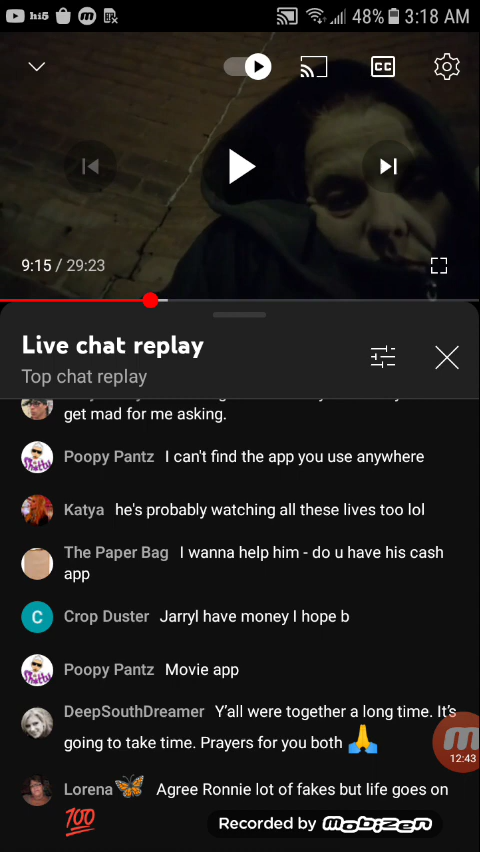 hi5
48% 3:18 AM
CC
9:15 / 29:23
Live chat replay
Top chat replay
get mad for me asking.
Poopy Pantz I can't find the app you use anywhere
Katya he's probably watching all these lives too lol
The Paper Bag I wanna help him - do u have his cash
app
C Crop Duster Jarryl have money I hope b
Poopy Pantz Movie app
DeepSouthDreamer Y'all were together a long time. It's
going to take time. Prayers for you both 🙏
12:43
Lorena🦋 Agree Ronnie lot of fakes but life goes on
💯
Recorded by mobizen